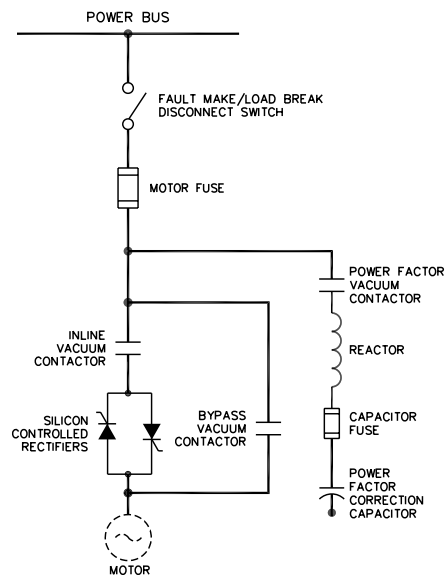 POWER BUS
FAULT MAKE/LOAD BREAK
DISCONNECT SWITCH
MOTOR FUSE
POWER FACTOR
VACUUM
CONTACTOR
INLINE
VACUUM
CONTACTOR
REACTOR
SILICON
CONTROLLED
RECTIFIERS
BYPASS
VACUUM
CONTACTOR
CAPACITOR
FUSE
POWER
FACTOR
CORRECTION
CAPACITOR
MOTOR